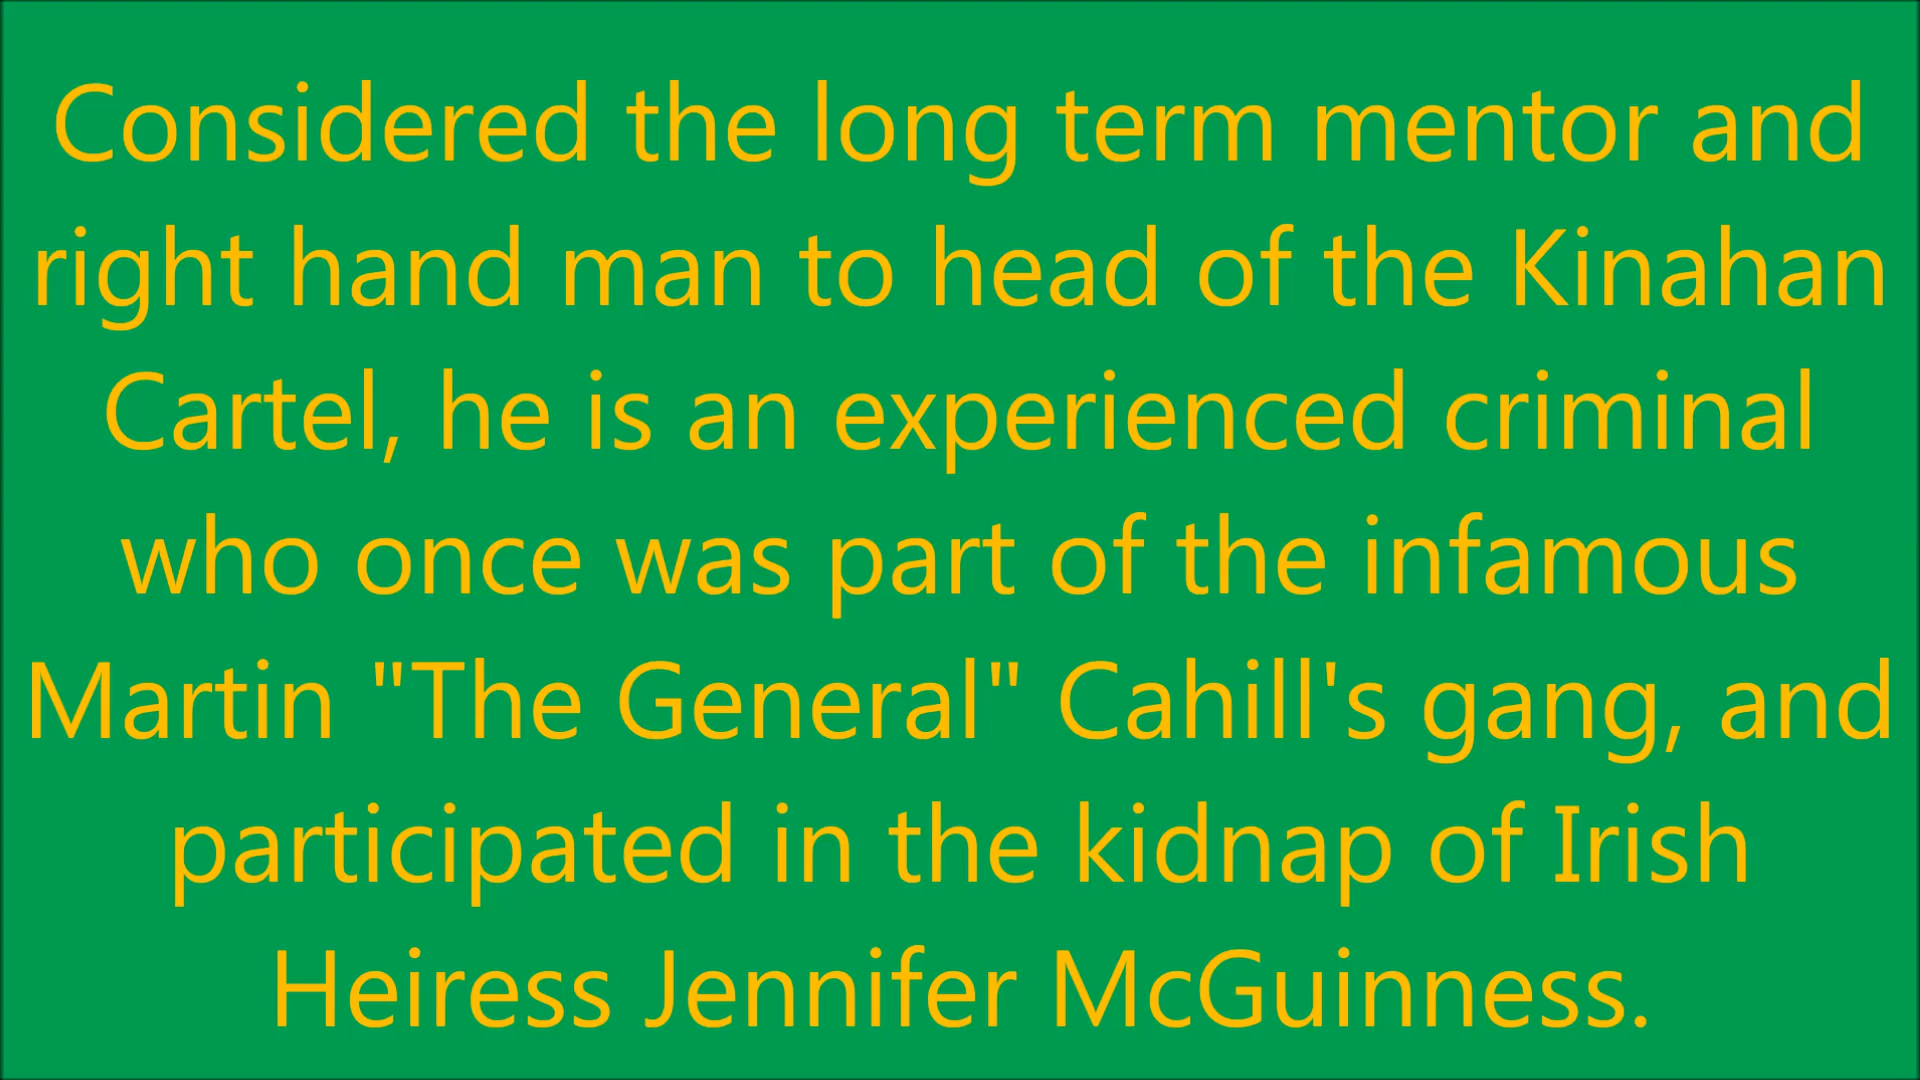 Considered the long term mentor and
right hand man to head of the Kinahan
Cartel, he is an experienced criminal
who once was part of the infamous
Martin "The General" Cahill's gang, and
participated in the kidnap of Irish
Heiress Jennifer McGuinness.